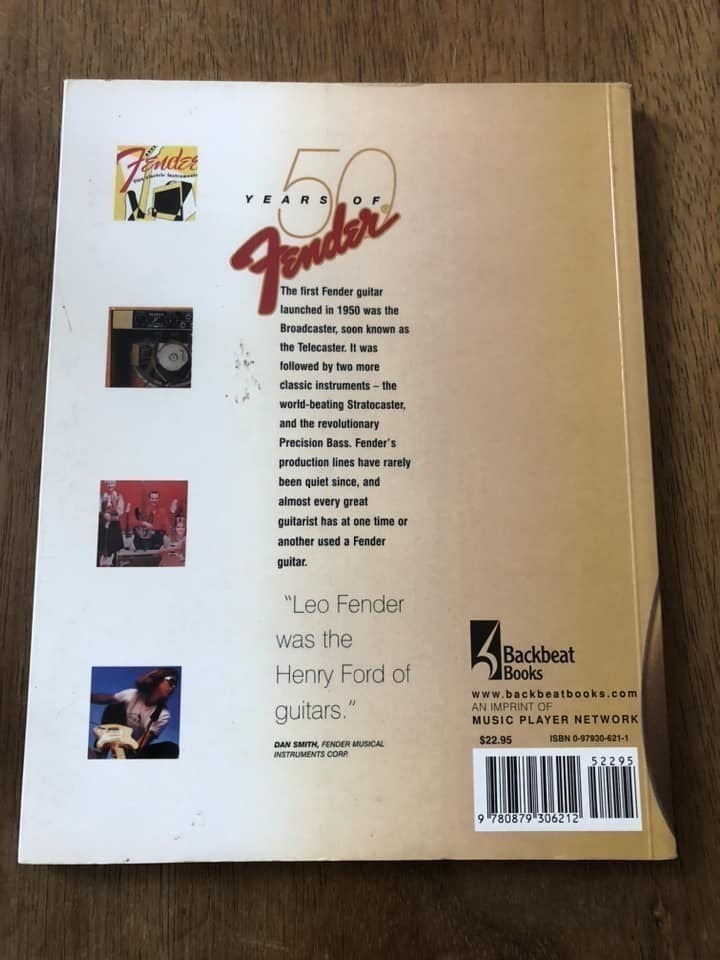 Fender
Fine Electric Instruments
50
YEARS OF
Fender®
The first Fender guitar
launched in 1950 was the
Broadcaster, soon known as
the Telecaster. It was
followed by two more
classic instruments – the
world-beating Stratocaster,
and the revolutionary
Precision Bass. Fender's
production lines have rarely
been quiet since, and
almost every great
guitarist has at one time or
another used a Fender
guitar.
"Leo Fender
was the
Henry Ford of
guitars."
DAN SMITH, FENDER MUSICAL
INSTRUMENTS CORP.
Backbeat
Books
www.backbeatbooks.com
AN IMPRINT OF
MUSIC PLAYER NETWORK
$22.95 ISBN 0-97930-621-1
52295
9 780879 306212